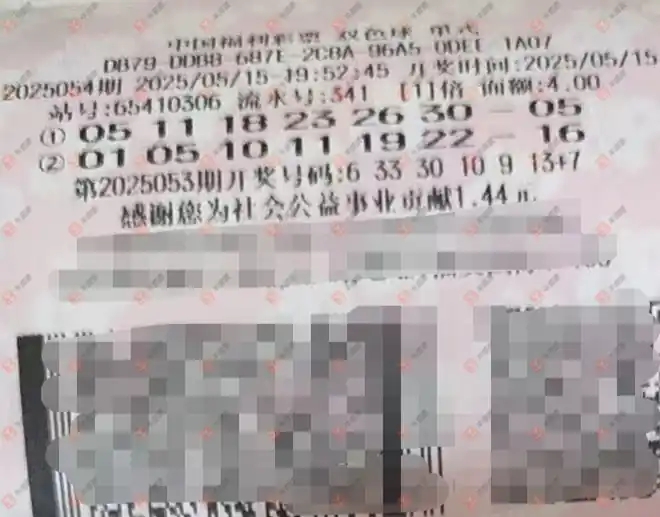 中国福利彩票 双色球 单式
DB79-DDBB-687E-2CBA-96A5-0DEE-1A07
2025054期 2025/05/15-19:52:45 开奖时间:2025/05/15
站号:65410306 流水号:341 [1]倍 面额:4.00
(1) 05 11 18 23 26 30 - 05
(2) 01 05 10 11 19 22 - 16
第2025053期开奖号码:6 33 30 10 9 13+7
感谢您为社会公益事业贡献1.44元.